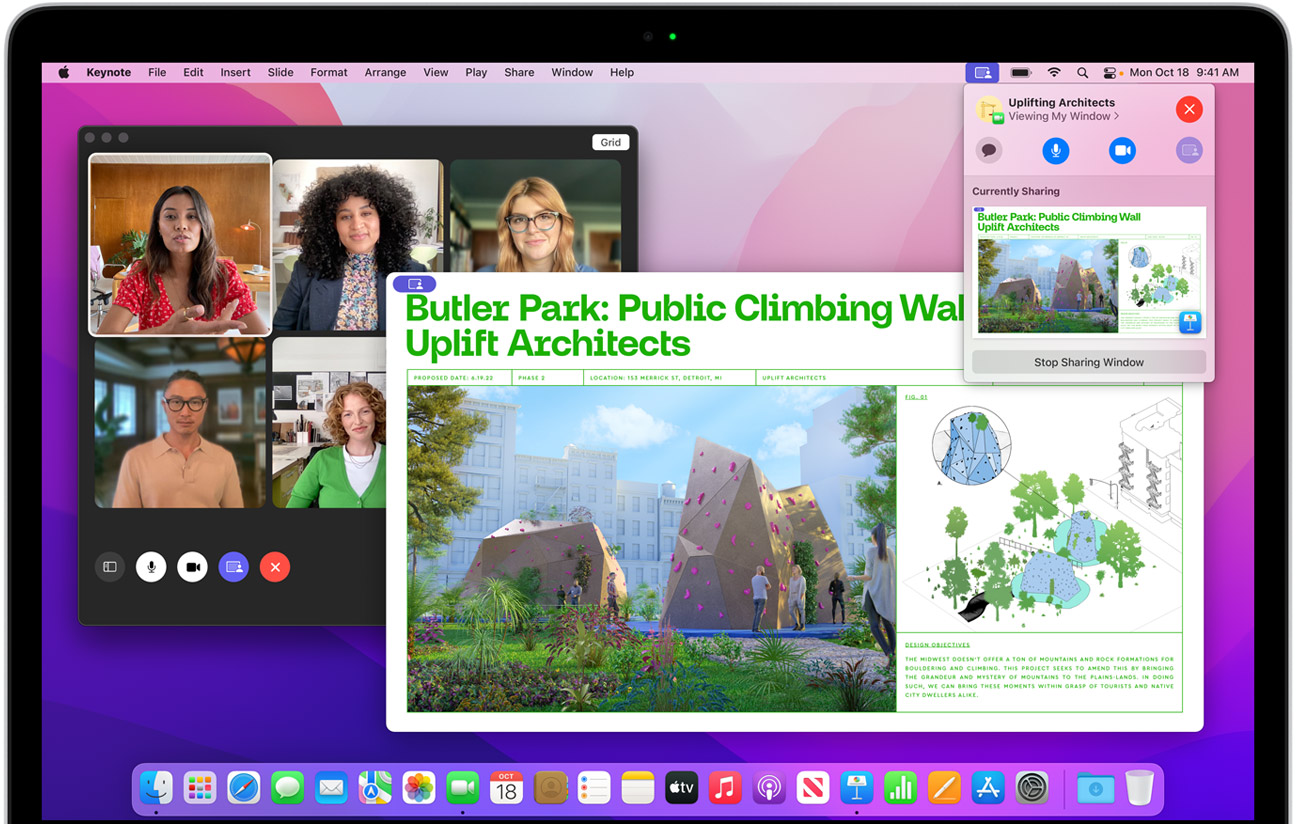 Keynote File Edit Insert Slide Format Arrange View Play Share Window Help Mon Oct 18 9:41 AM
Grid
Uplifting Architects
Viewing My Window >
Currently Sharing
Butler Park: Public Climbing Wall
Uplift Architects
Stop Sharing Window
Butler Park: Public Climbing Wal
Uplift Architects
PROPOSED DATE: 6.19.22 PHASE 2 LOCATION: 153 MERRICK ST, DETROIT, MI UPLIFT ARCHITECTS
FIG. 01
A.
B.
DESIGN OBJECTIVES
THE MIDWEST DOESN'T OFFER A TON OF MOUNTAINS AND ROCK FORMATIONS FOR
BOULDERING AND CLIMBING. THIS PROJECT SEEKS TO AMEND THIS BY BRINGING
THE GRANDEUR AND MYSTERY OF MOUNTAINS TO THE PLAINS-LANDS. IN DOING
SUCH, WE CAN BRING THESE MOMENTS WITHIN GRASP OF TOURISTS AND NATIVE
CITY DWELLERS ALIKE.
OCT
18
tv